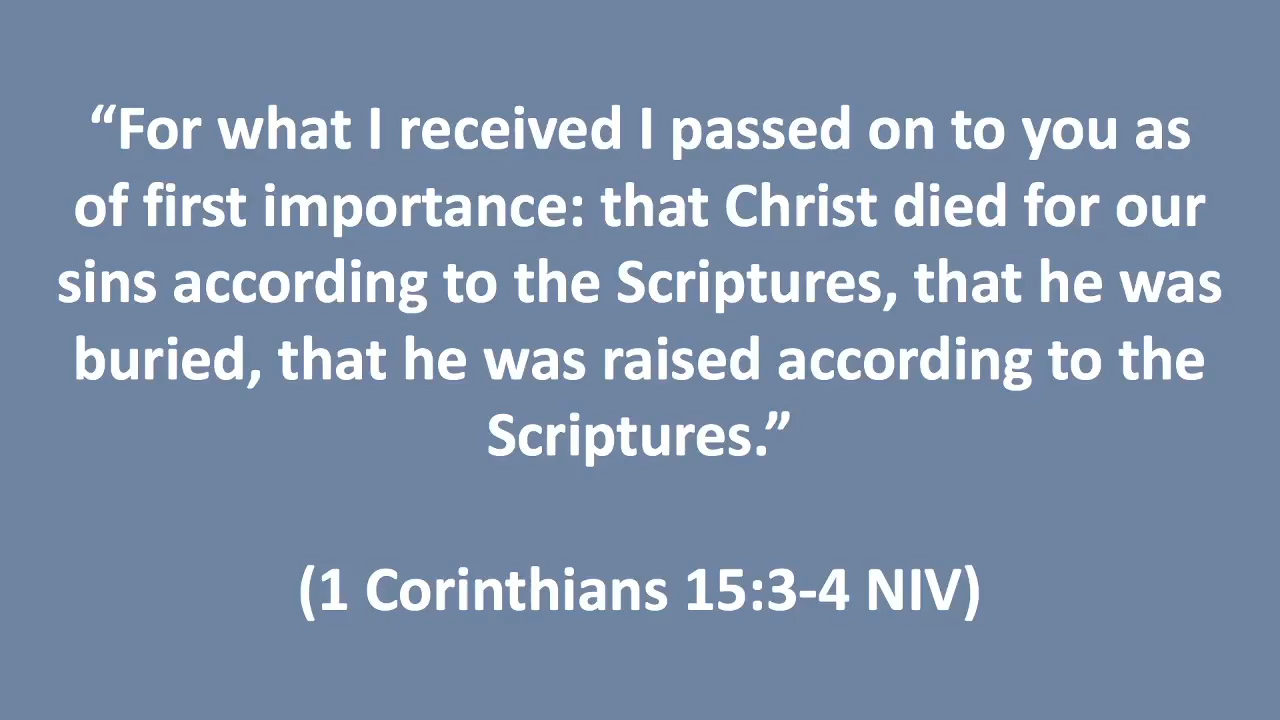 “For what I received I passed on to you as
of first importance: that Christ died for our
sins according to the Scriptures, that he was
buried, that he was raised according to the
Scriptures.”
(1 Corinthians 15:3-4 NIV)